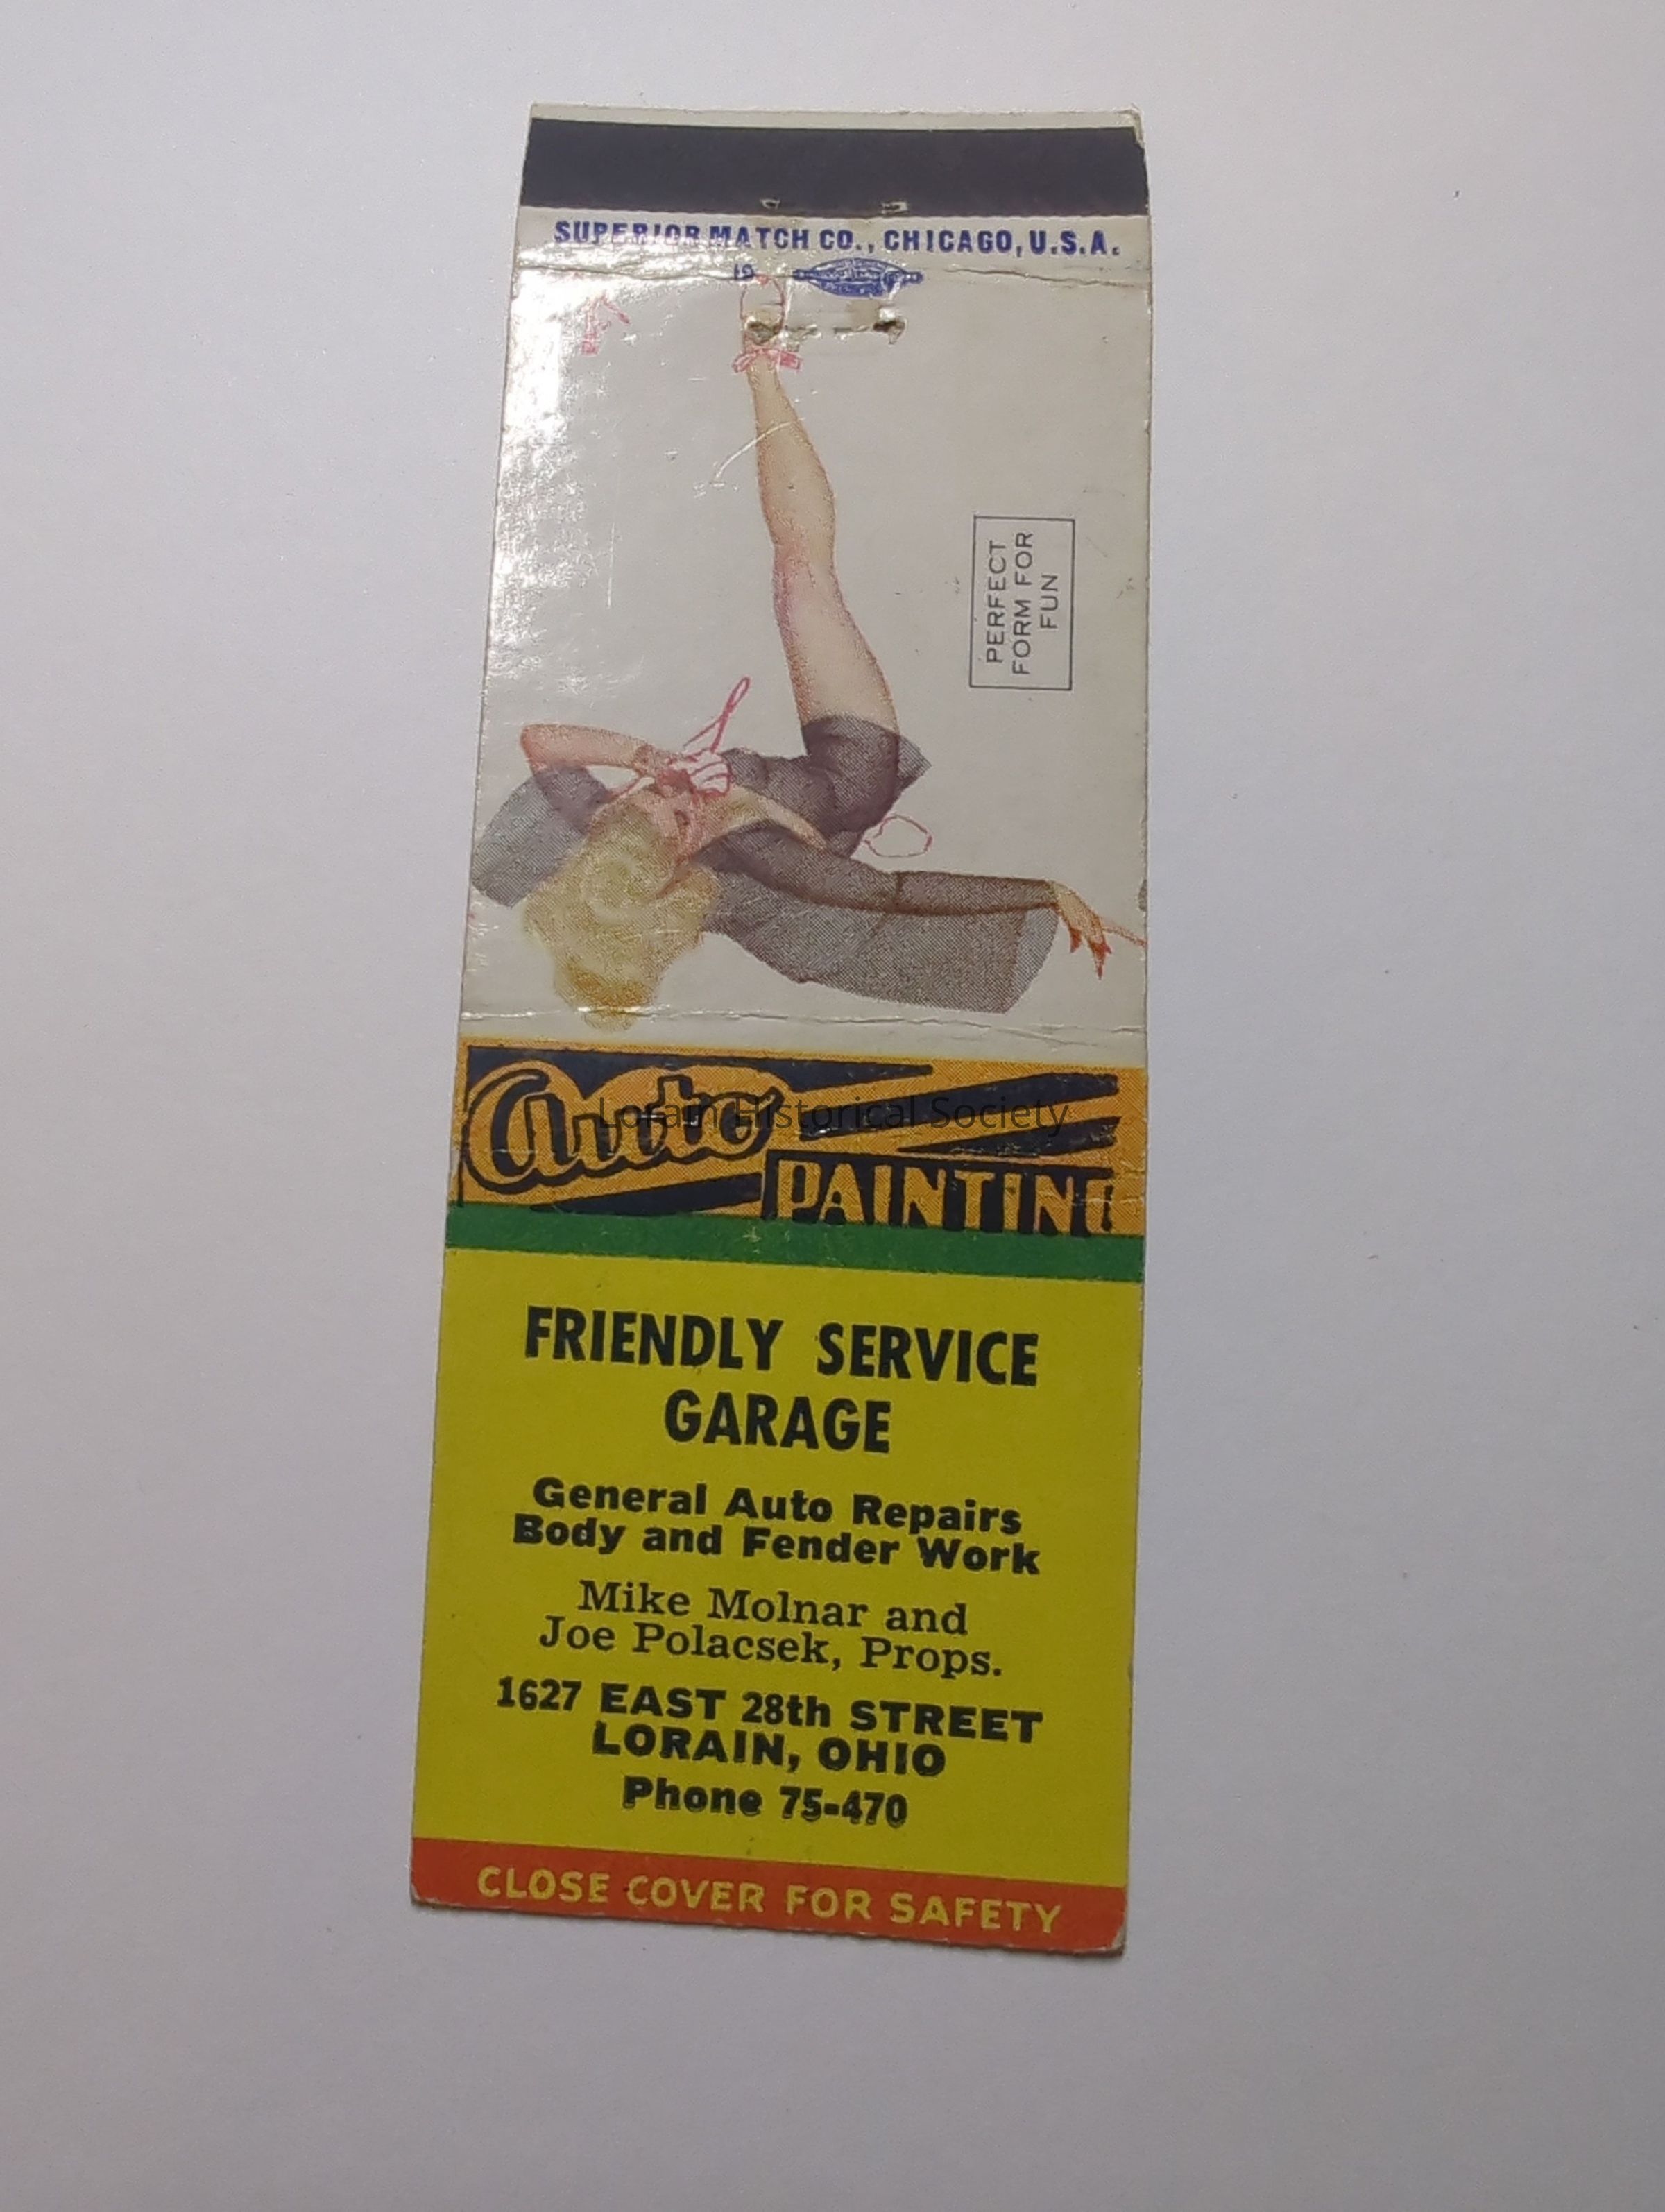 SUPERIOR MATCH CO., CHICAGO, U.S.A.
PERFECT
FORM FOR
FUN
Auto
Lorain Historical Society
PAINTING
FRIENDLY SERVICE
GARAGE
General Auto Repairs
Body and Fender Work
Mike Molnar and
Joe Polacsek, Props.
1627 EAST 28th STREET
LORAIN, OHIO
Phone 75-470
CLOSE COVER FOR SAFETY